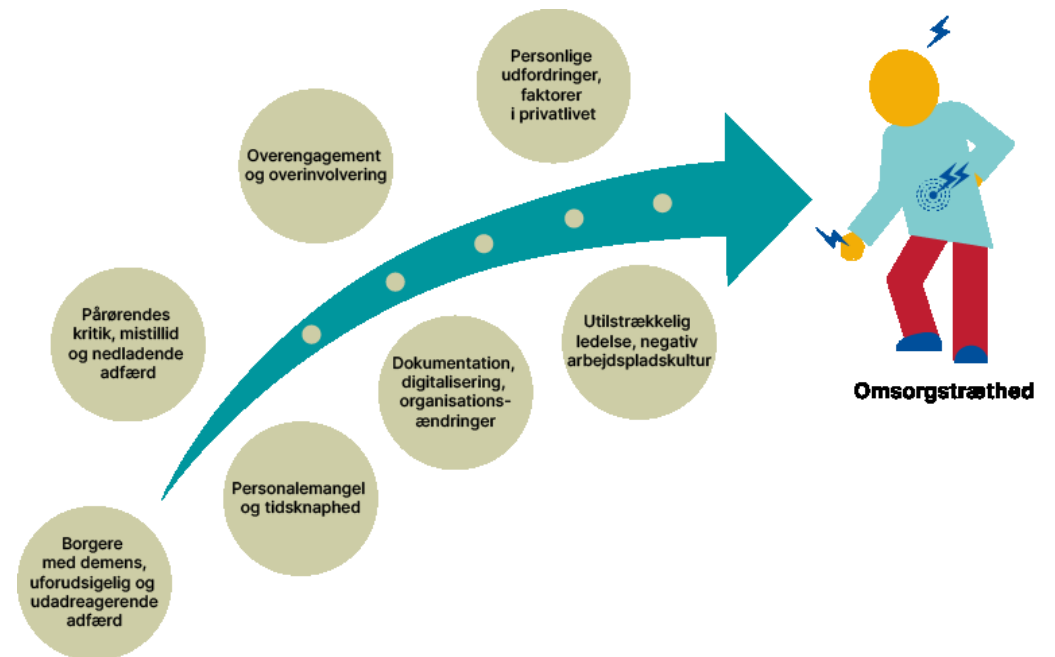 Personlige
udfordringer,
faktorer
i privatlivet
Overengagement
og overinvolvering
Pårørendes
kritik, mistillid
og nedladende
adfærd
Utilstrækkelig
ledelse, negativ
arbejdspladskultur
Dokumentation,
digitalisering,
organisations-
ændringer
Omsorgstræthed
Personalemangel
og tidsknaphed
Borgere
med demens,
uforudsigelig og
udadreagerende
adfærd